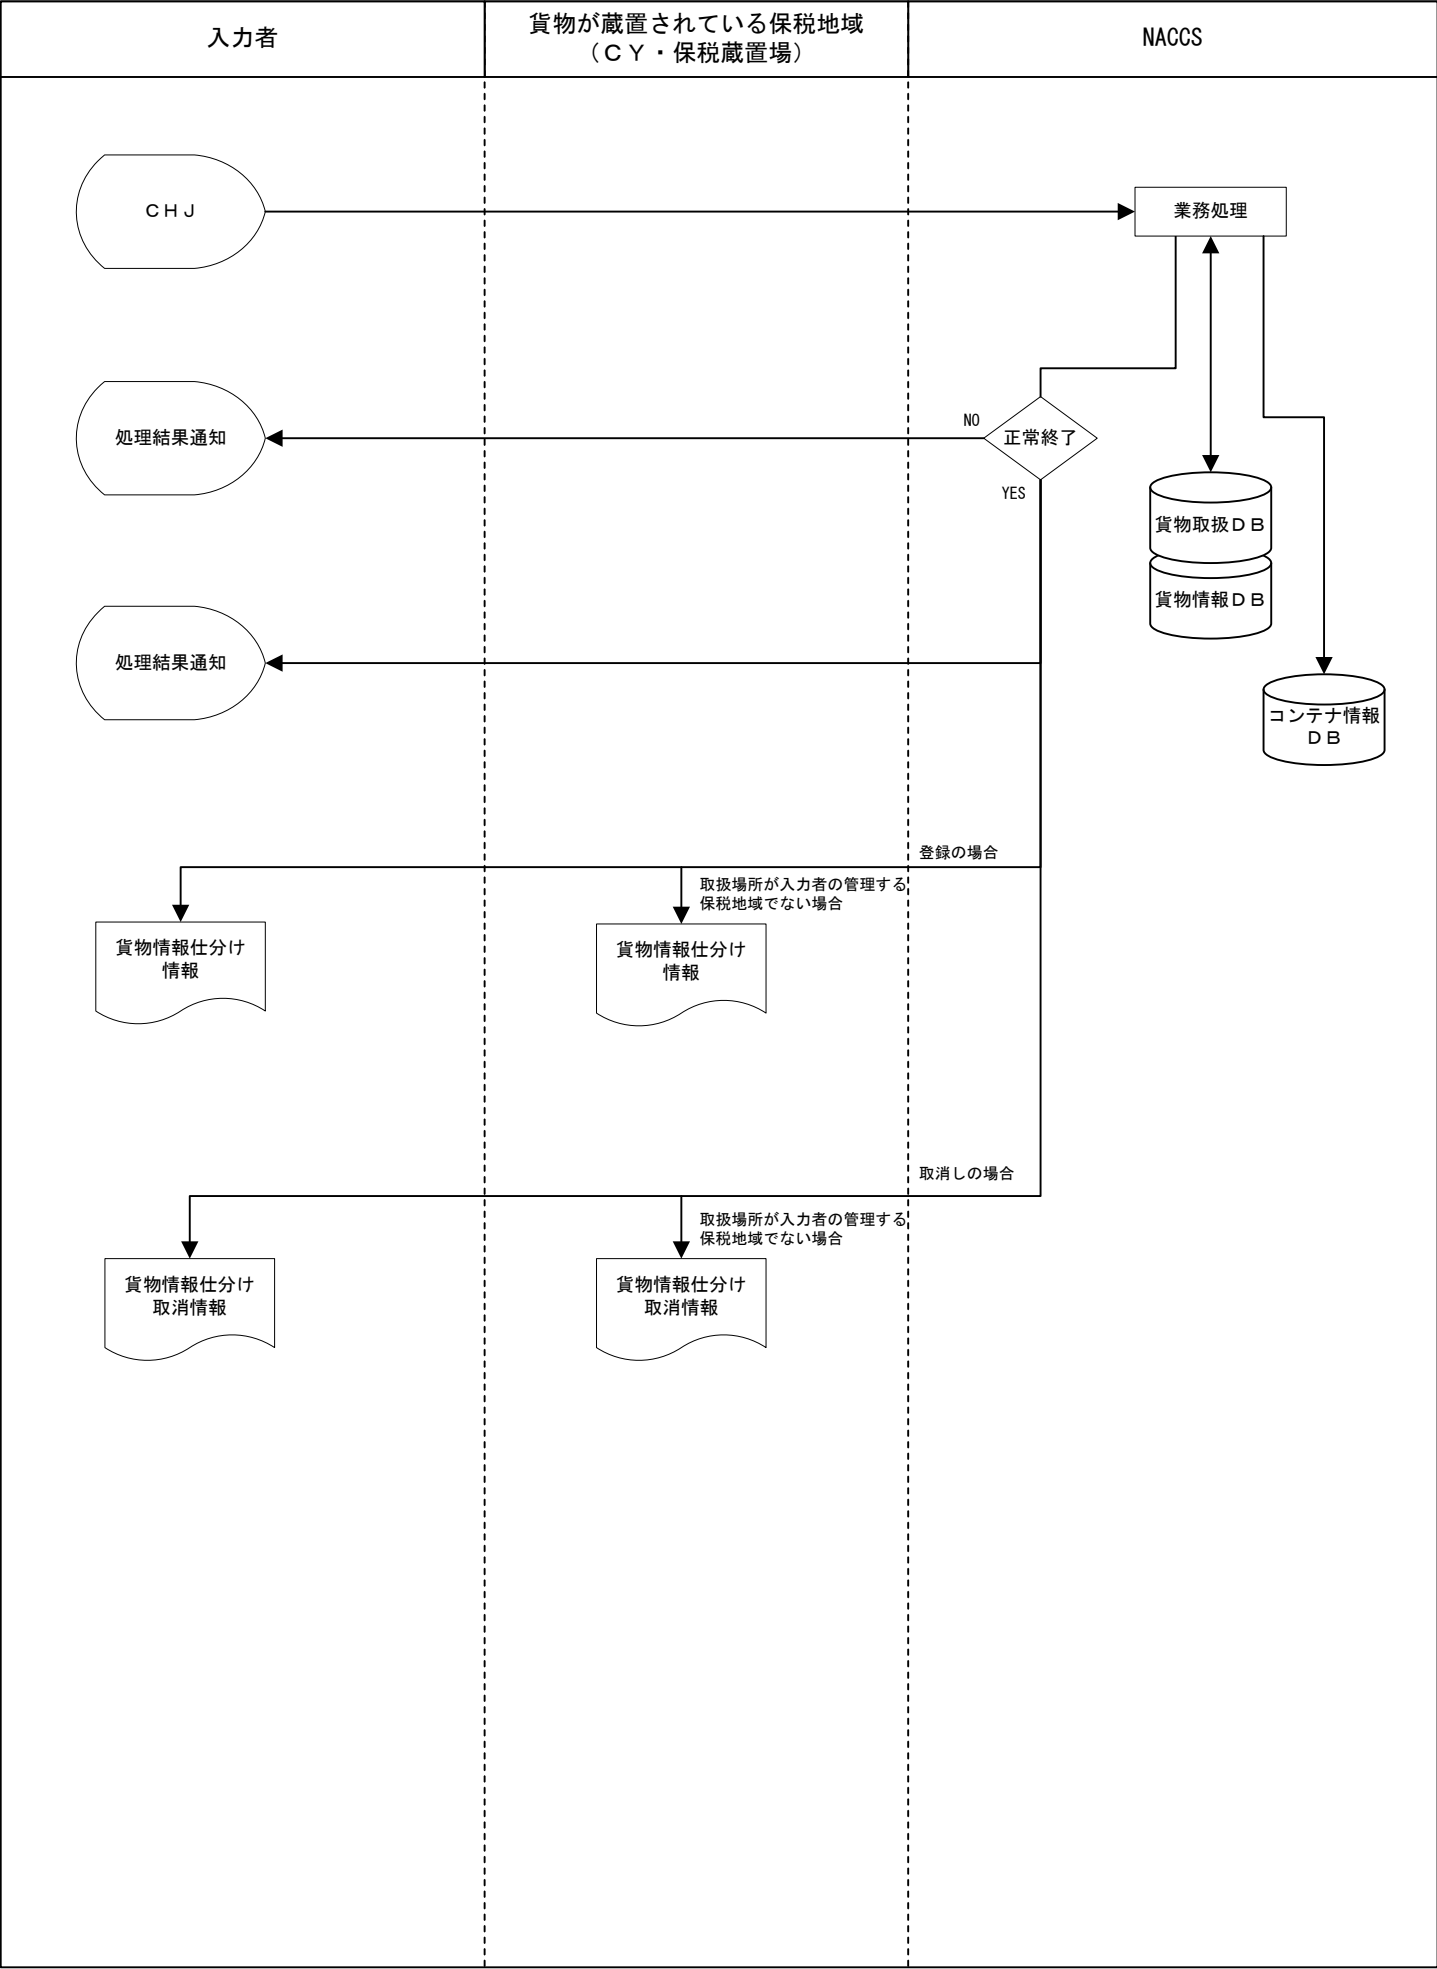 入力者
貨物が蔵置されている保税地域
（ＣＹ・保税蔵置場）
NACCS
ＣＨＪ
業務処理
処理結果通知
NO
正常終了
YES
貨物取扱ＤＢ
貨物情報ＤＢ
処理結果通知
コンテナ情報
ＤＢ
登録の場合
取扱場所が入力者の管理する
保税地域でない場合
貨物情報仕分け
情報
貨物情報仕分け
情報
取消しの場合
取扱場所が入力者の管理する
保税地域でない場合
貨物情報仕分け
取消情報
貨物情報仕分け
取消情報